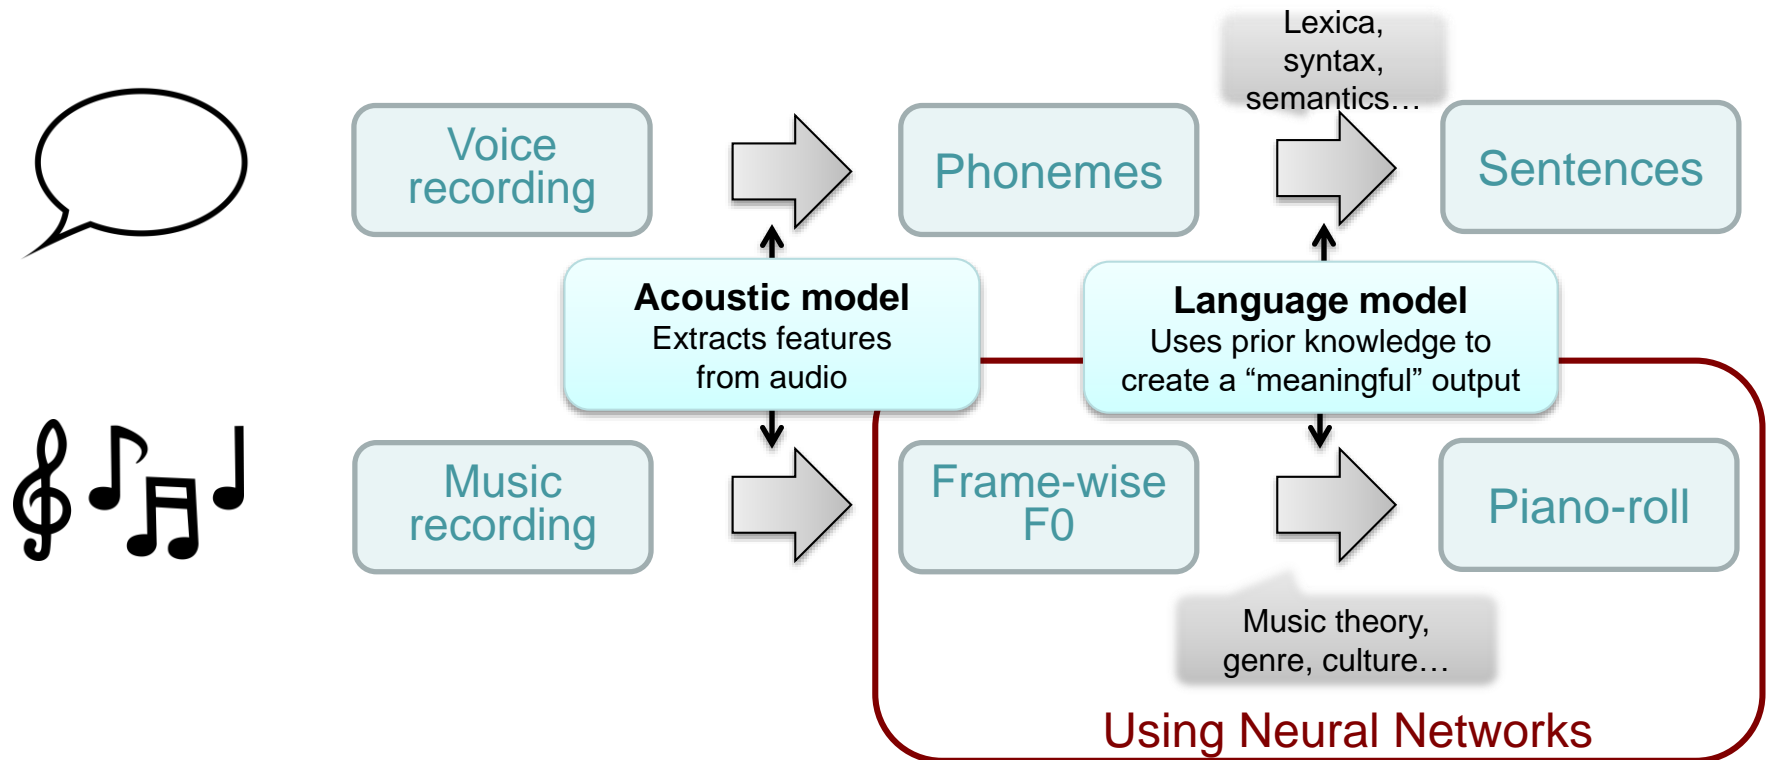 Lexica,
syntax,
semantics…
Voice
recording
Phonemes
Sentences
Acoustic model
Extracts features
from audio
Language model
Uses prior knowledge to
create a “meaningful” output
Music
recording
Frame-wise
F0
Piano-roll
Music theory,
genre, culture…
Using Neural Networks